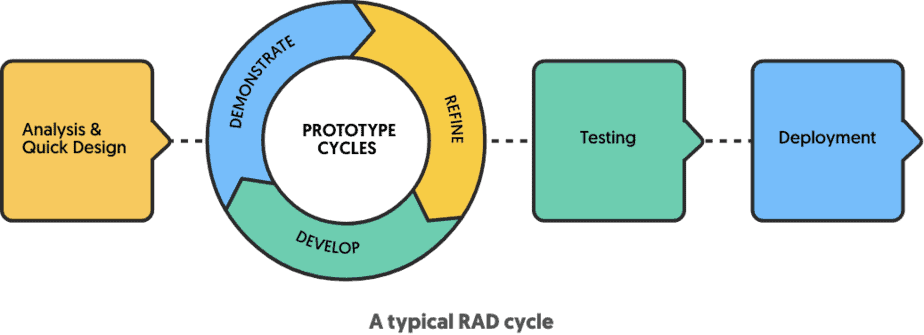 Analysis &
Quick Design
DEMONSTRATE
REFINE
DEVELOP
PROTOTYPE
CYCLES
Testing
Deployment
A typical RAD cycle